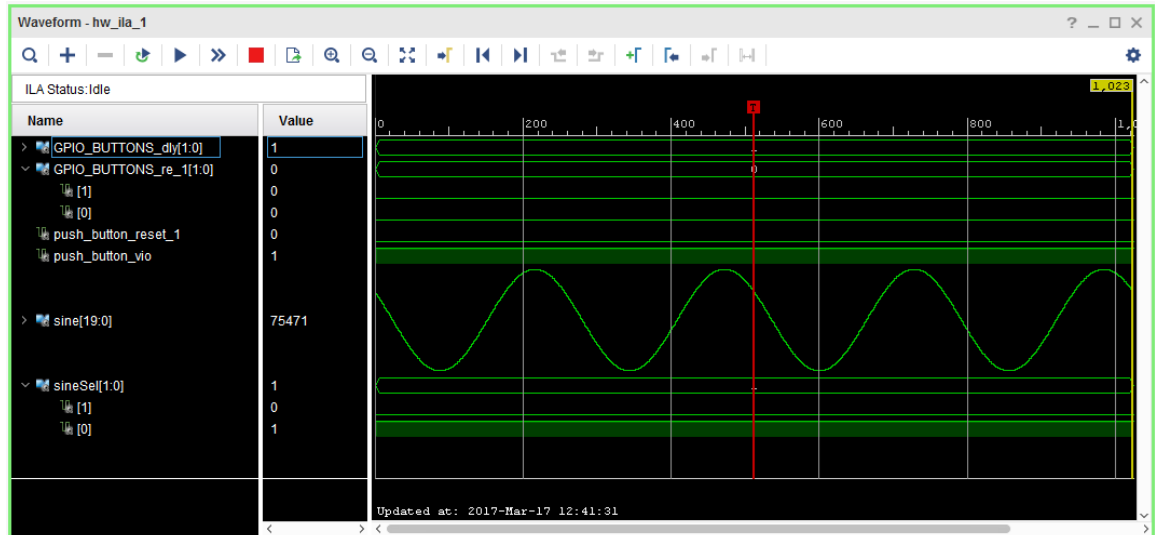 Waveform - hw_ila_1
? _ □ ×
ILA Status:Idle
1,023
Name Value
T
0 200 400 600 800 1,0
> GPIO_BUTTONS_dly[1:0] 1
GPIO_BUTTONS_re_1[1:0] 0 0
[1] 0
[0] 0
push_button_reset_1 0
push_button_vio 1
> sine[19:0] 75471
sineSel[1:0] 1
[1] 0
[0] 1
Updated at: 2017-Mar-17 12:41:31